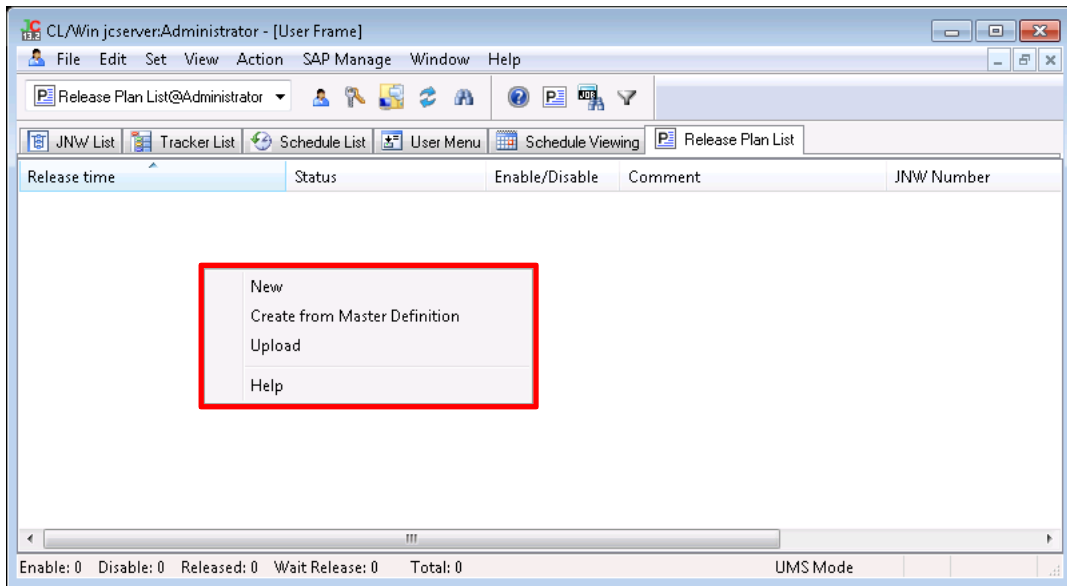 CL/Win jcserver:Administrator - [User Frame]
File Edit Set View Action SAP Manage Window Help
Release Plan List@Administrator
JNW List Tracker List Schedule List User Menu Schedule Viewing Release Plan List
Release time Status Enable/Disable Comment JNW Number
New
Create from Master Definition
Upload
Help
Enable: 0 Disable: 0 Released: 0 Wait Release: 0 Total: 0 UMS Mode